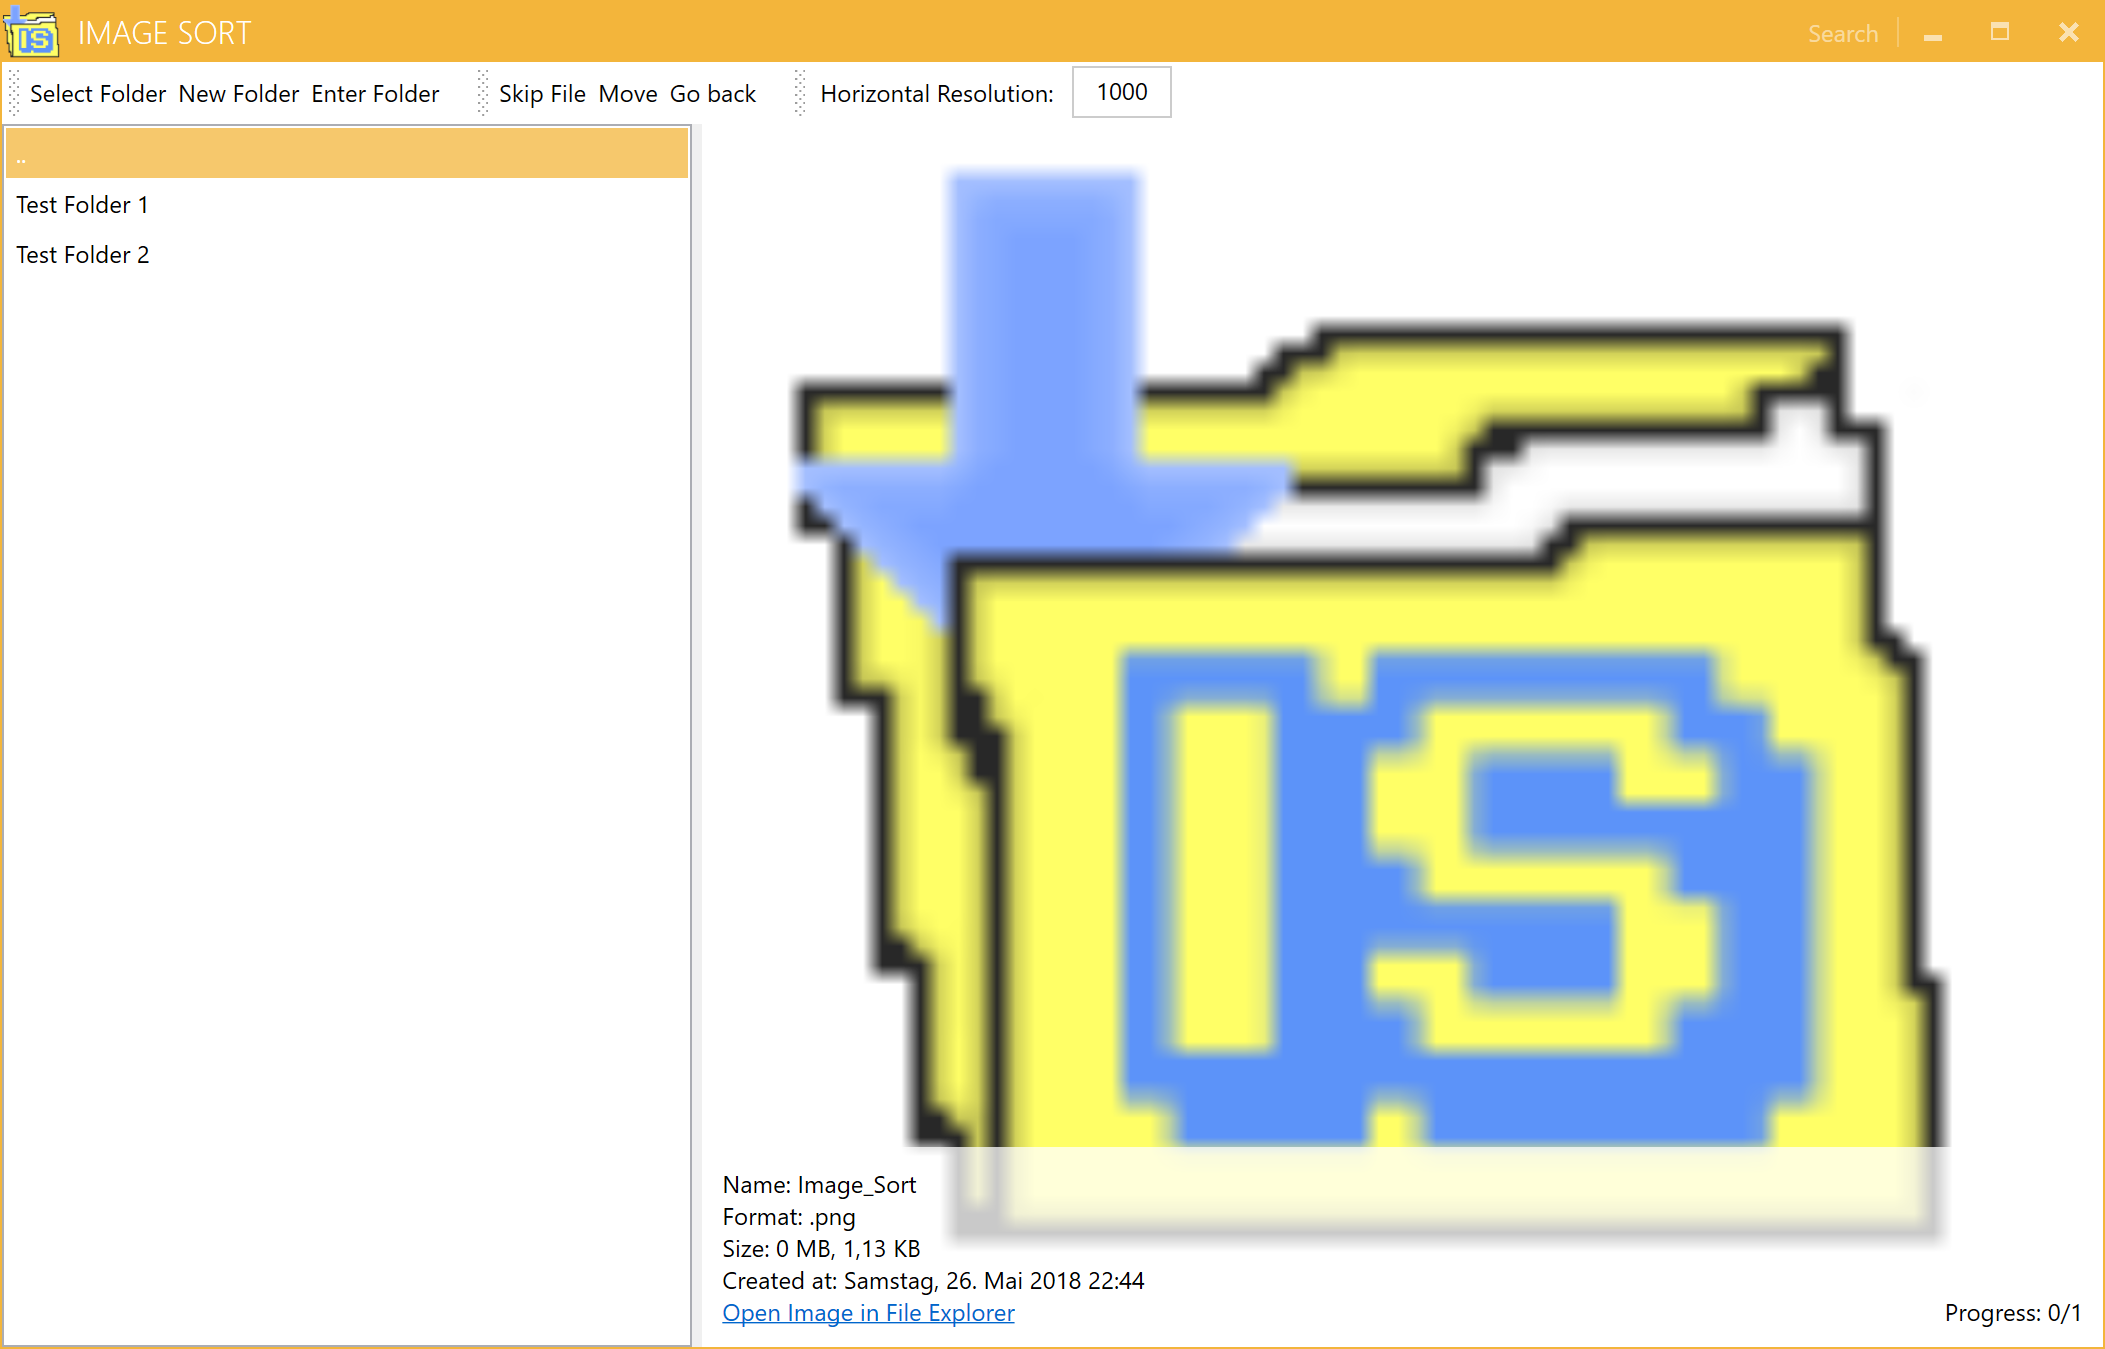 IMAGE SORT
Search
Select Folder New Folder Enter Folder Skip File Move Go back Horizontal Resolution: 1000
..
Test Folder 1
Test Folder 2
IS
Name: Image_Sort
Format: .png
Size: 0 MB, 1,13 KB
Created at: Samstag, 26. Mai 2018 22:44
Open Image in File Explorer
Progress: 0/1